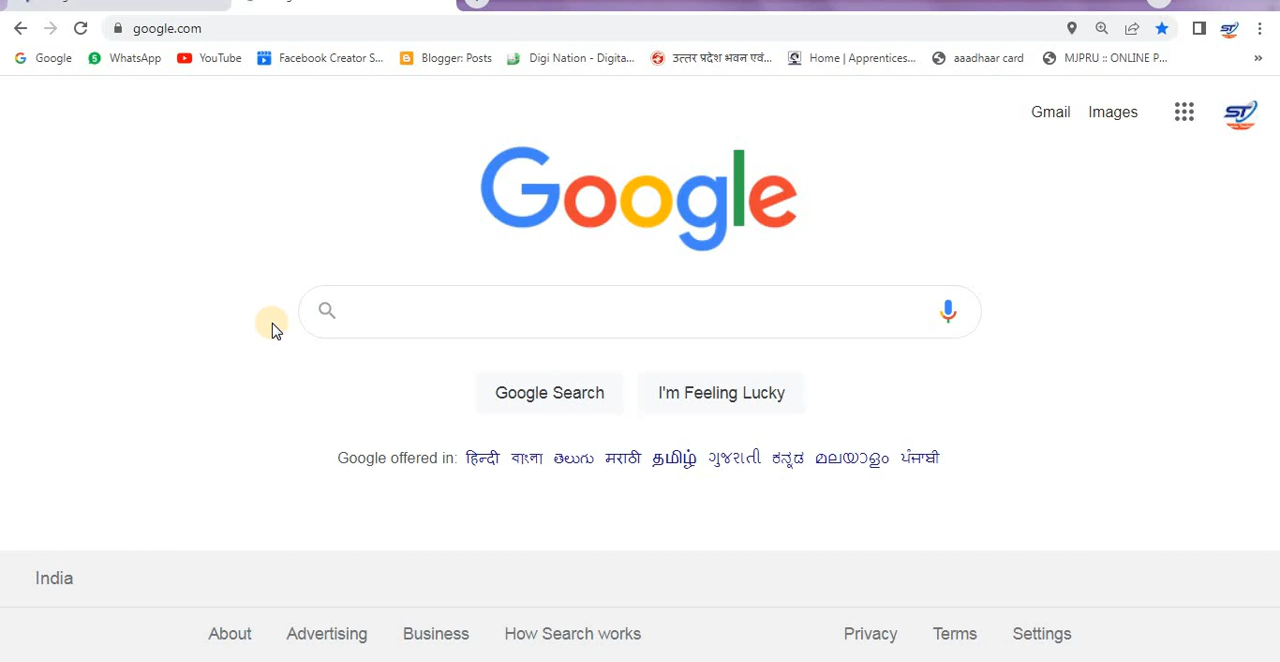 google.com
Google WhatsApp YouTube Facebook Creator S... Blogger: Posts Digi Nation - Digita... उत्तर प्रदेश भवन एवं... Home | Apprentices... aaadhaar card MJPRU :: ONLINE P... »
Gmail Images ST
Google
Google Search I'm Feeling Lucky
Google offered in: हिन्दी বাংলা తెలుగు मराठी தமிழ் ગુજરાતી ಕನ್ನಡ മലയാളം ਪੰਜਾਬੀ
India
About Advertising Business How Search works Privacy Terms Settings